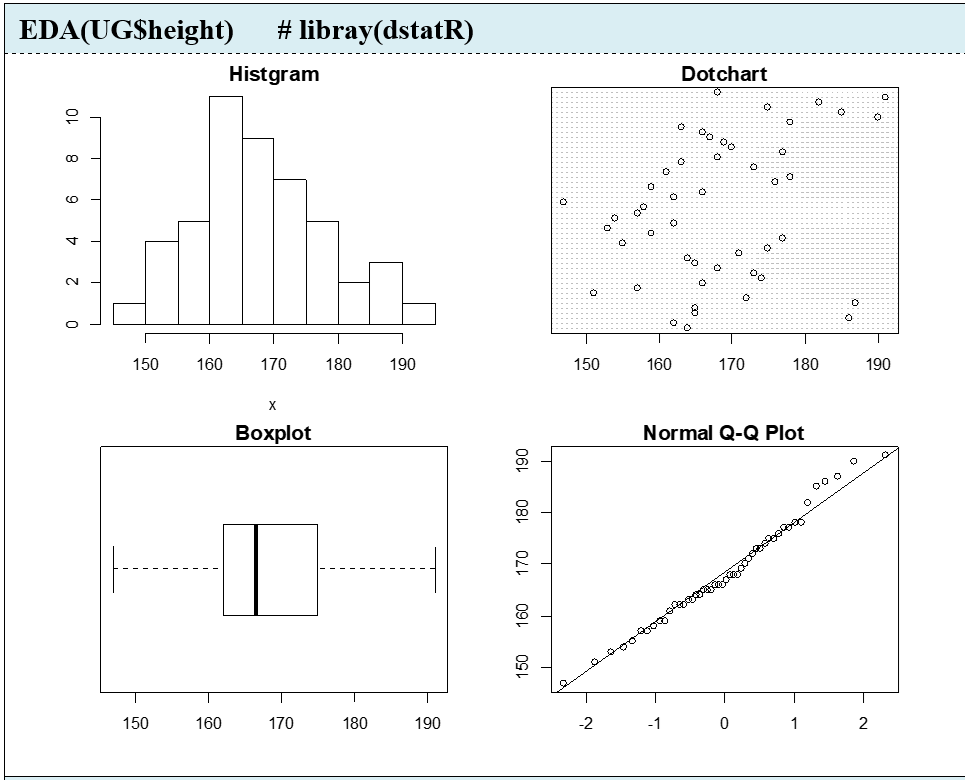 EDA(UG$height) # libray(dstatR)
Histgram
10
8
6
4
2
0
150 160 170 180 190
x
Dotchart
150 160 170 180 190
Boxplot
150 160 170 180 190
Normal Q-Q Plot
190
180
170
160
150
-2 -1 0 1 2